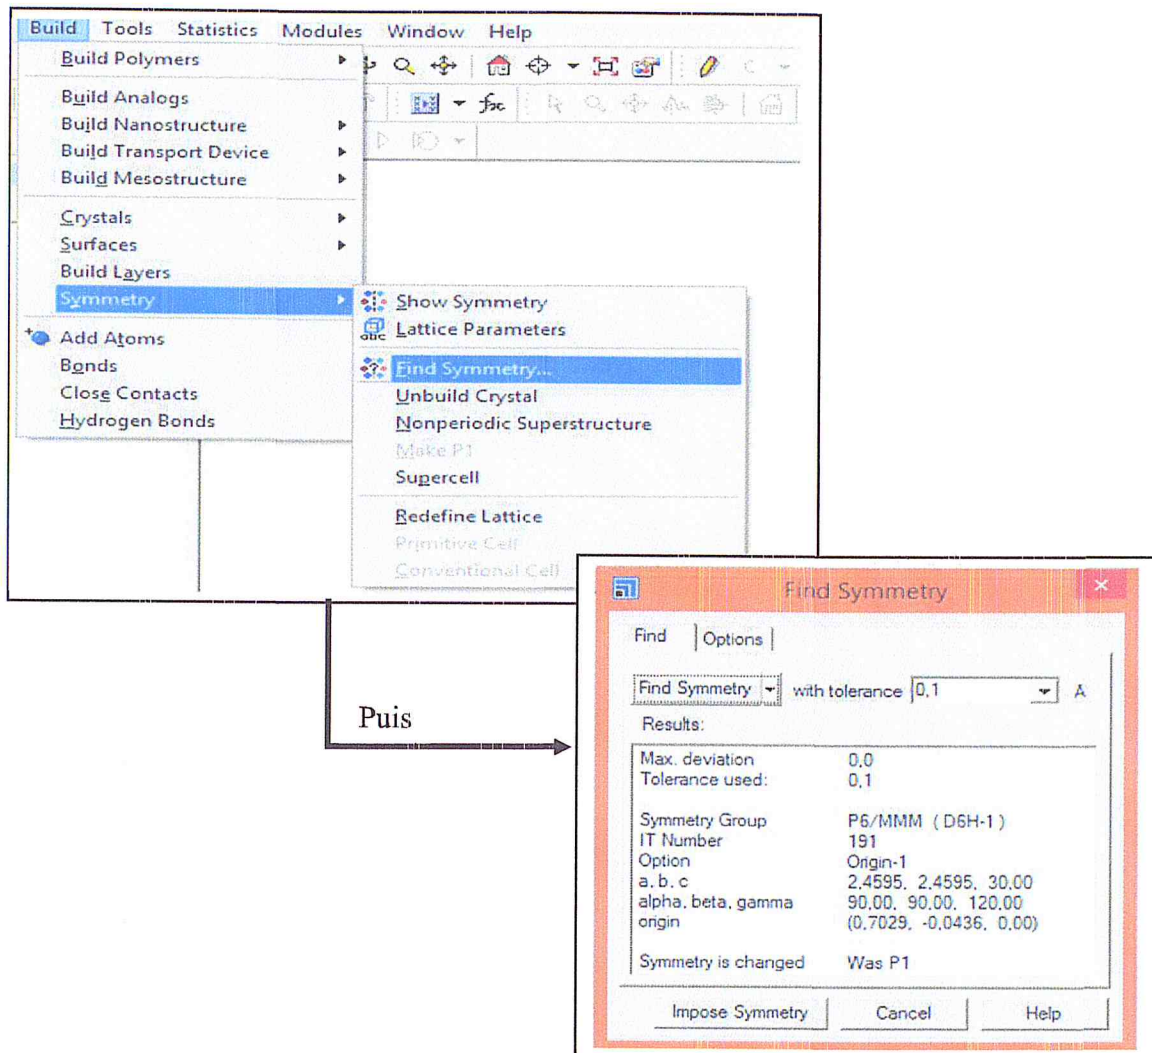 Build Tools Statistics Modules Window Help
Build Polymers
Build Analogs
Build Nanostructure
Build Transport Device
Build Mesostructure
Crystals
Surfaces
Build Layers
Symmetry
Add Atoms
Bonds
Close Contacts
Hydrogen Bonds
Show Symmetry
Lattice Parameters
Find Symmetry...
Unbuild Crystal
Nonperiodic Superstructure
Make P1
Supercell
Redefine Lattice
Primitive Cell
Conventional Cell
Puis
Find Symmetry
Find Options
Find Symmetry with tolerance 0,1 Å
Results:
Max. deviation 0,0
Tolerance used: 0,1
Symmetry Group P6/MMM ( D6H-1 )
IT Number 191
Option Origin-1
a, b, c 2,4595, 2,4595, 30,00
alpha, beta, gamma 90,00, 90,00, 120,00
origin (0,7029, -0,0436, 0,00)
Symmetry is changed Was P1
Impose Symmetry Cancel Help